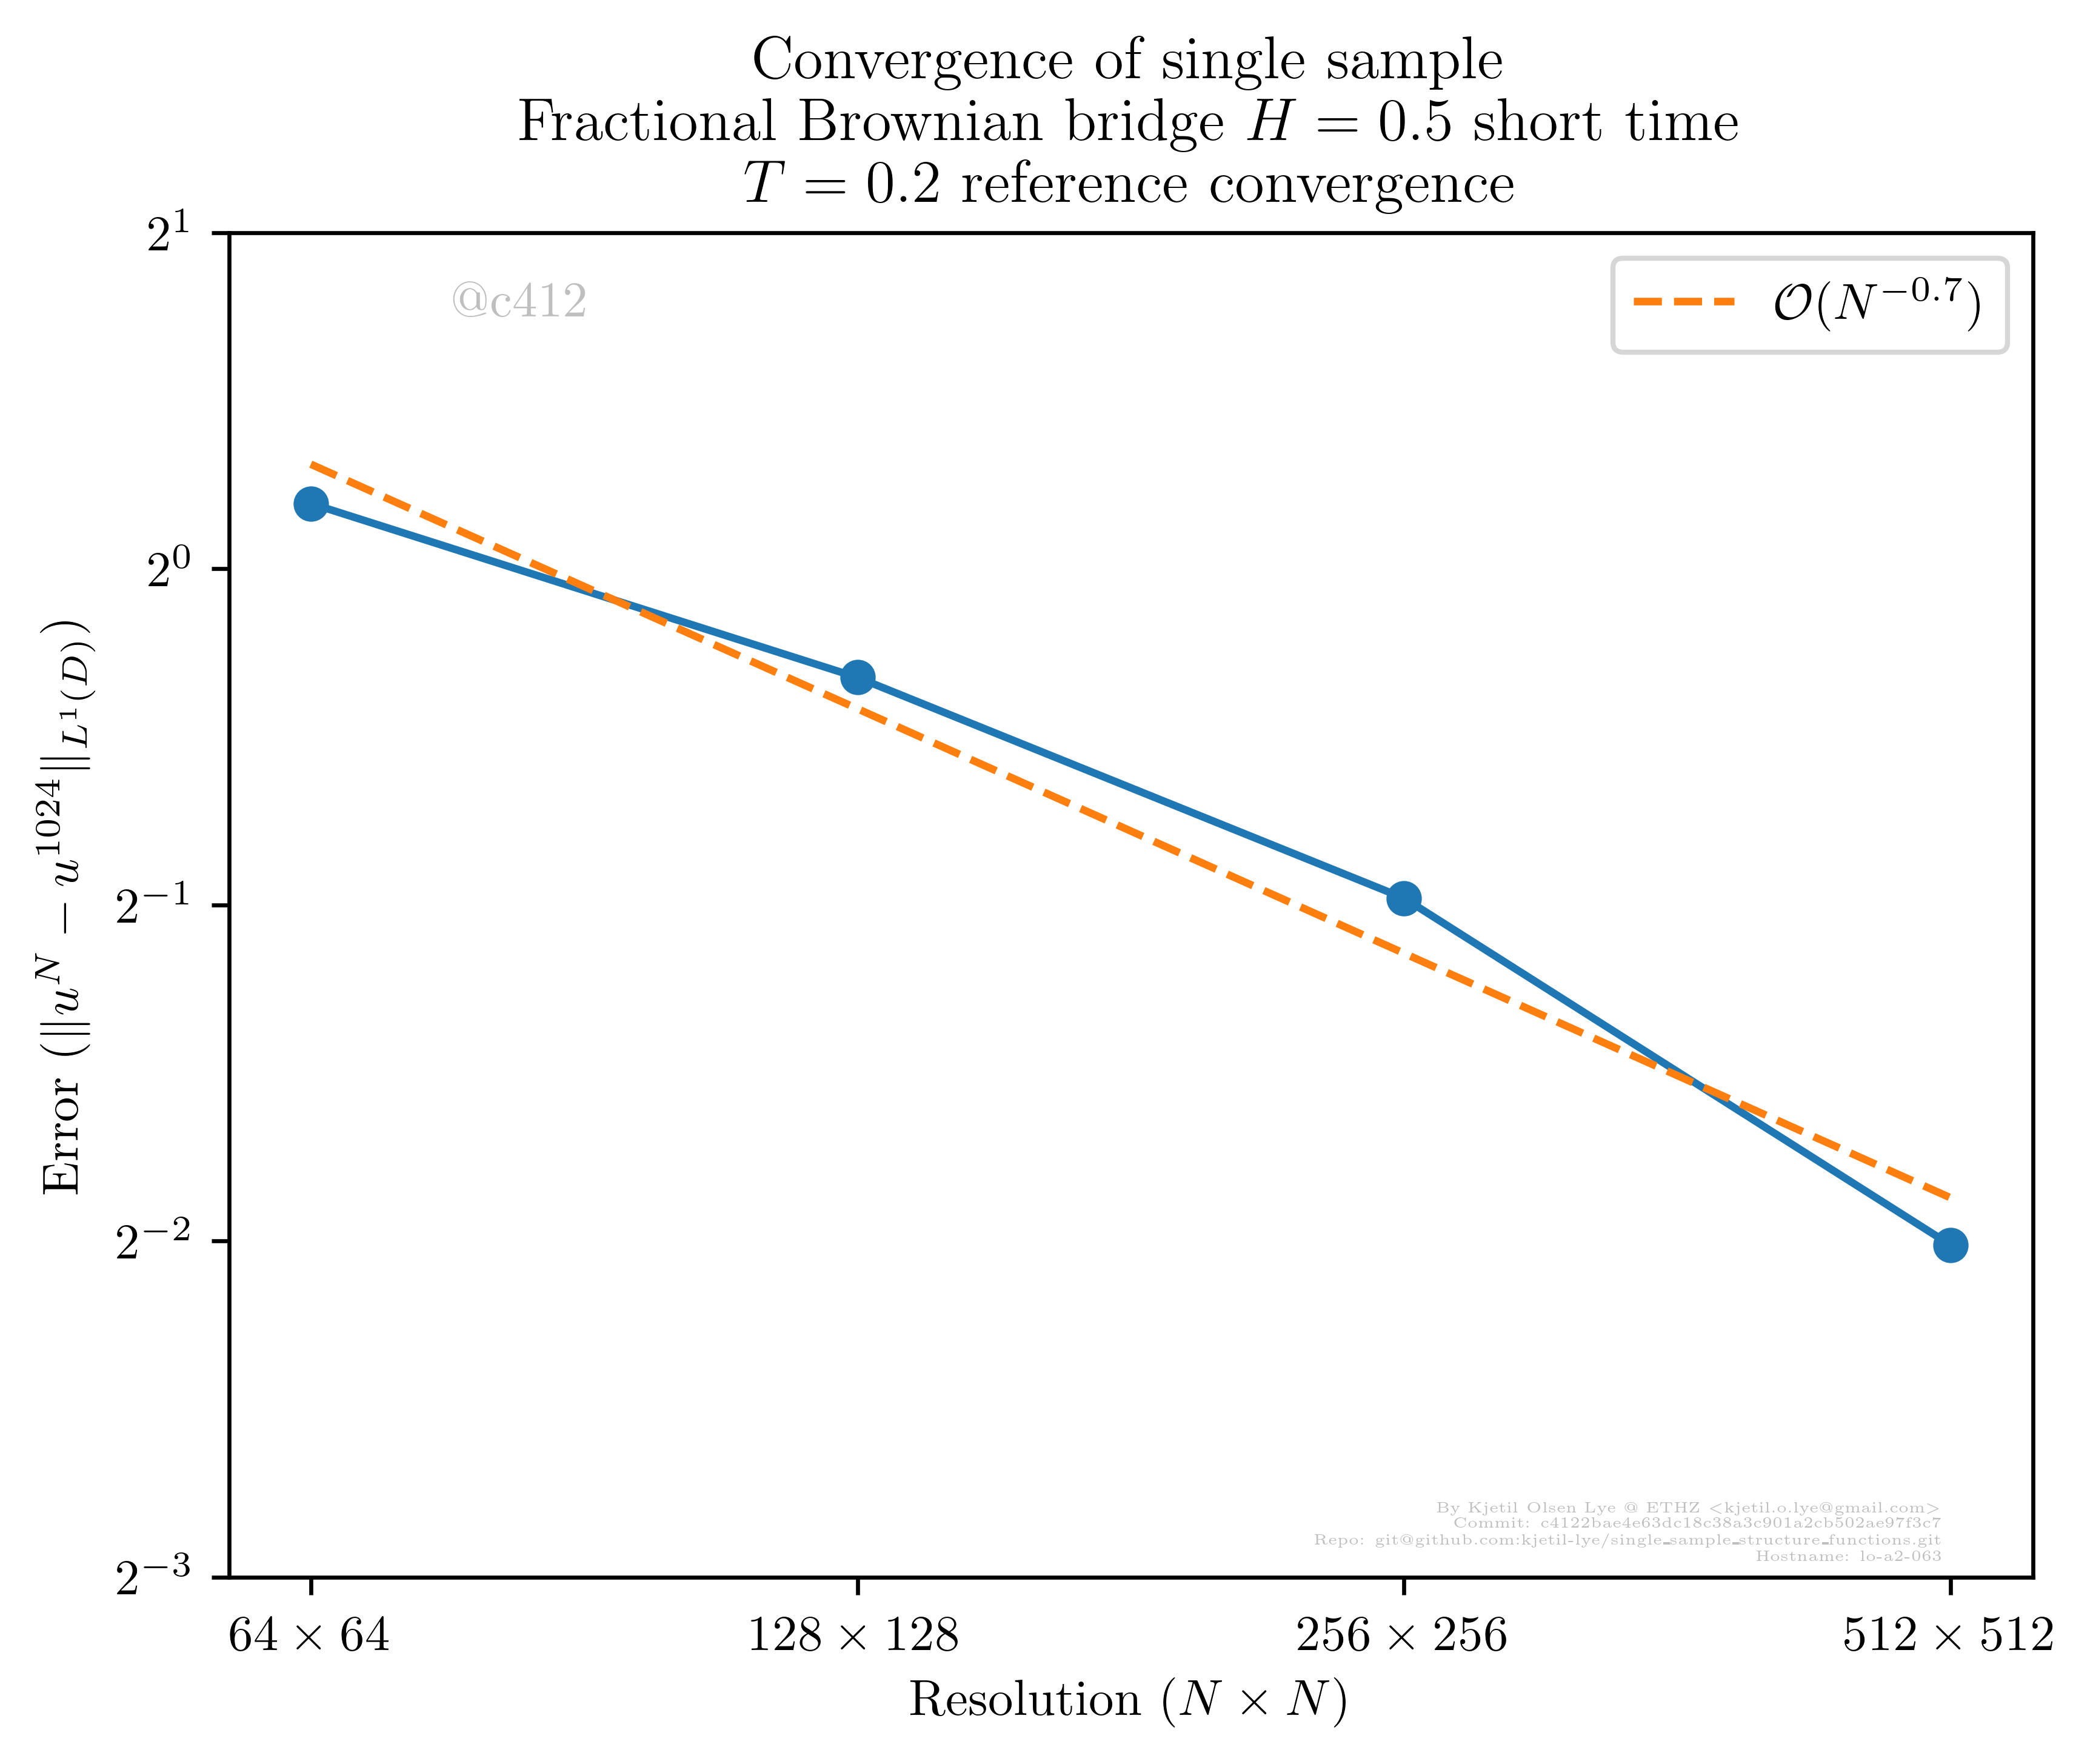 Convergence of single sample
Fractional Brownian bridge H = 0.5 short time
T = 0.2 reference convergence
2^1
@c412
O(N^{-0.7})
2^0
2^{-1}
2^{-2}
2^{-3}
Error (||u^N - u^{1024}||_{L^1(D)})
By Kjetil Olsen Lye @ ETHZ <kjetil.o.lye@gmail.com>
Commit: c4122bae4e63dc18c38a3c901a2cb502ae97f3c7
Repo: git@github.com:kjetil-lye/single_sample_structure_functions.git
Hostname: lo-a2-063
64 × 64 128 × 128 256 × 256 512 × 512
Resolution (N × N)